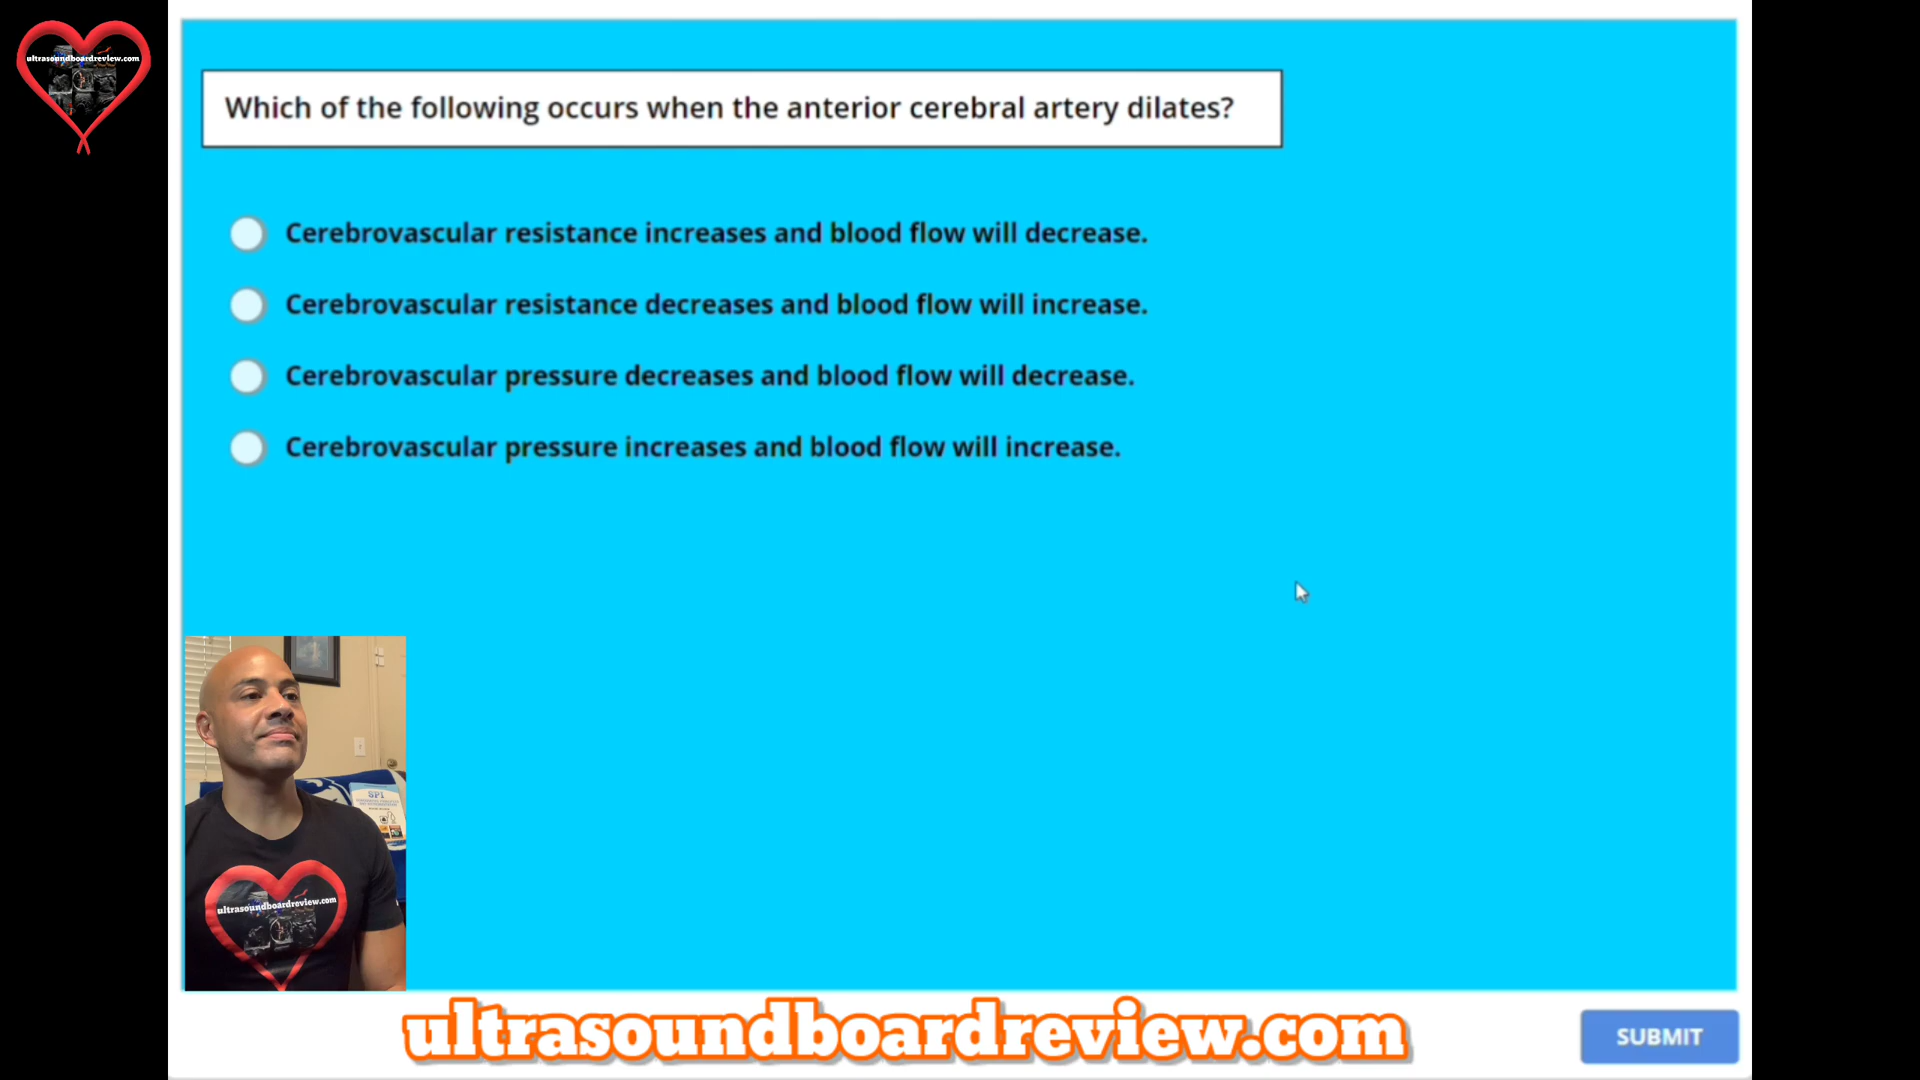 ultrasoundboardreview.com
Which of the following occurs when the anterior cerebral artery dilates?
Cerebrovascular resistance increases and blood flow will decrease.
Cerebrovascular resistance decreases and blood flow will increase.
Cerebrovascular pressure decreases and blood flow will decrease.
Cerebrovascular pressure increases and blood flow will increase.
SPI
ultrasoundboardreview.com
ultrasoundboardreview.com
SUBMIT